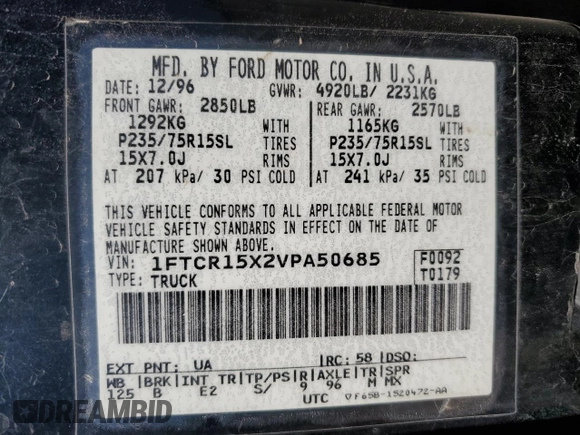 MFD. BY FORD MOTOR CO. IN U.S.A.
DATE: 12/96 GVWR: 4920LB/ 2231KG
FRONT GAWR: 2850LB REAR GAWR: 2570LB
1292KG WITH 1165KG WITH
P235/75R15SL TIRES P235/75R15SL TIRES
15X7.0J RIMS 15X7.0J RIMS
AT 207 kPa/ 30 PSI COLD AT 241 kPa/ 35 PSI COLD
THIS VEHICLE CONFORMS TO ALL APPLICABLE FEDERAL MOTOR
VEHICLE SAFETY STANDARDS IN EFFECT ON THE DATE OF
MANUFACTURE SHOWN ABOVE.
VIN: 1FTCR15X2VPA50685 F0092
TYPE: TRUCK T0179
EXT PNT: UA RC: 58 DSO:
WB BRK INT TR TP/PS R AXLE TR SPR
125 B E2 S/ 9 96 M MX
UTC F65B-1520472-AA
DREAMBID